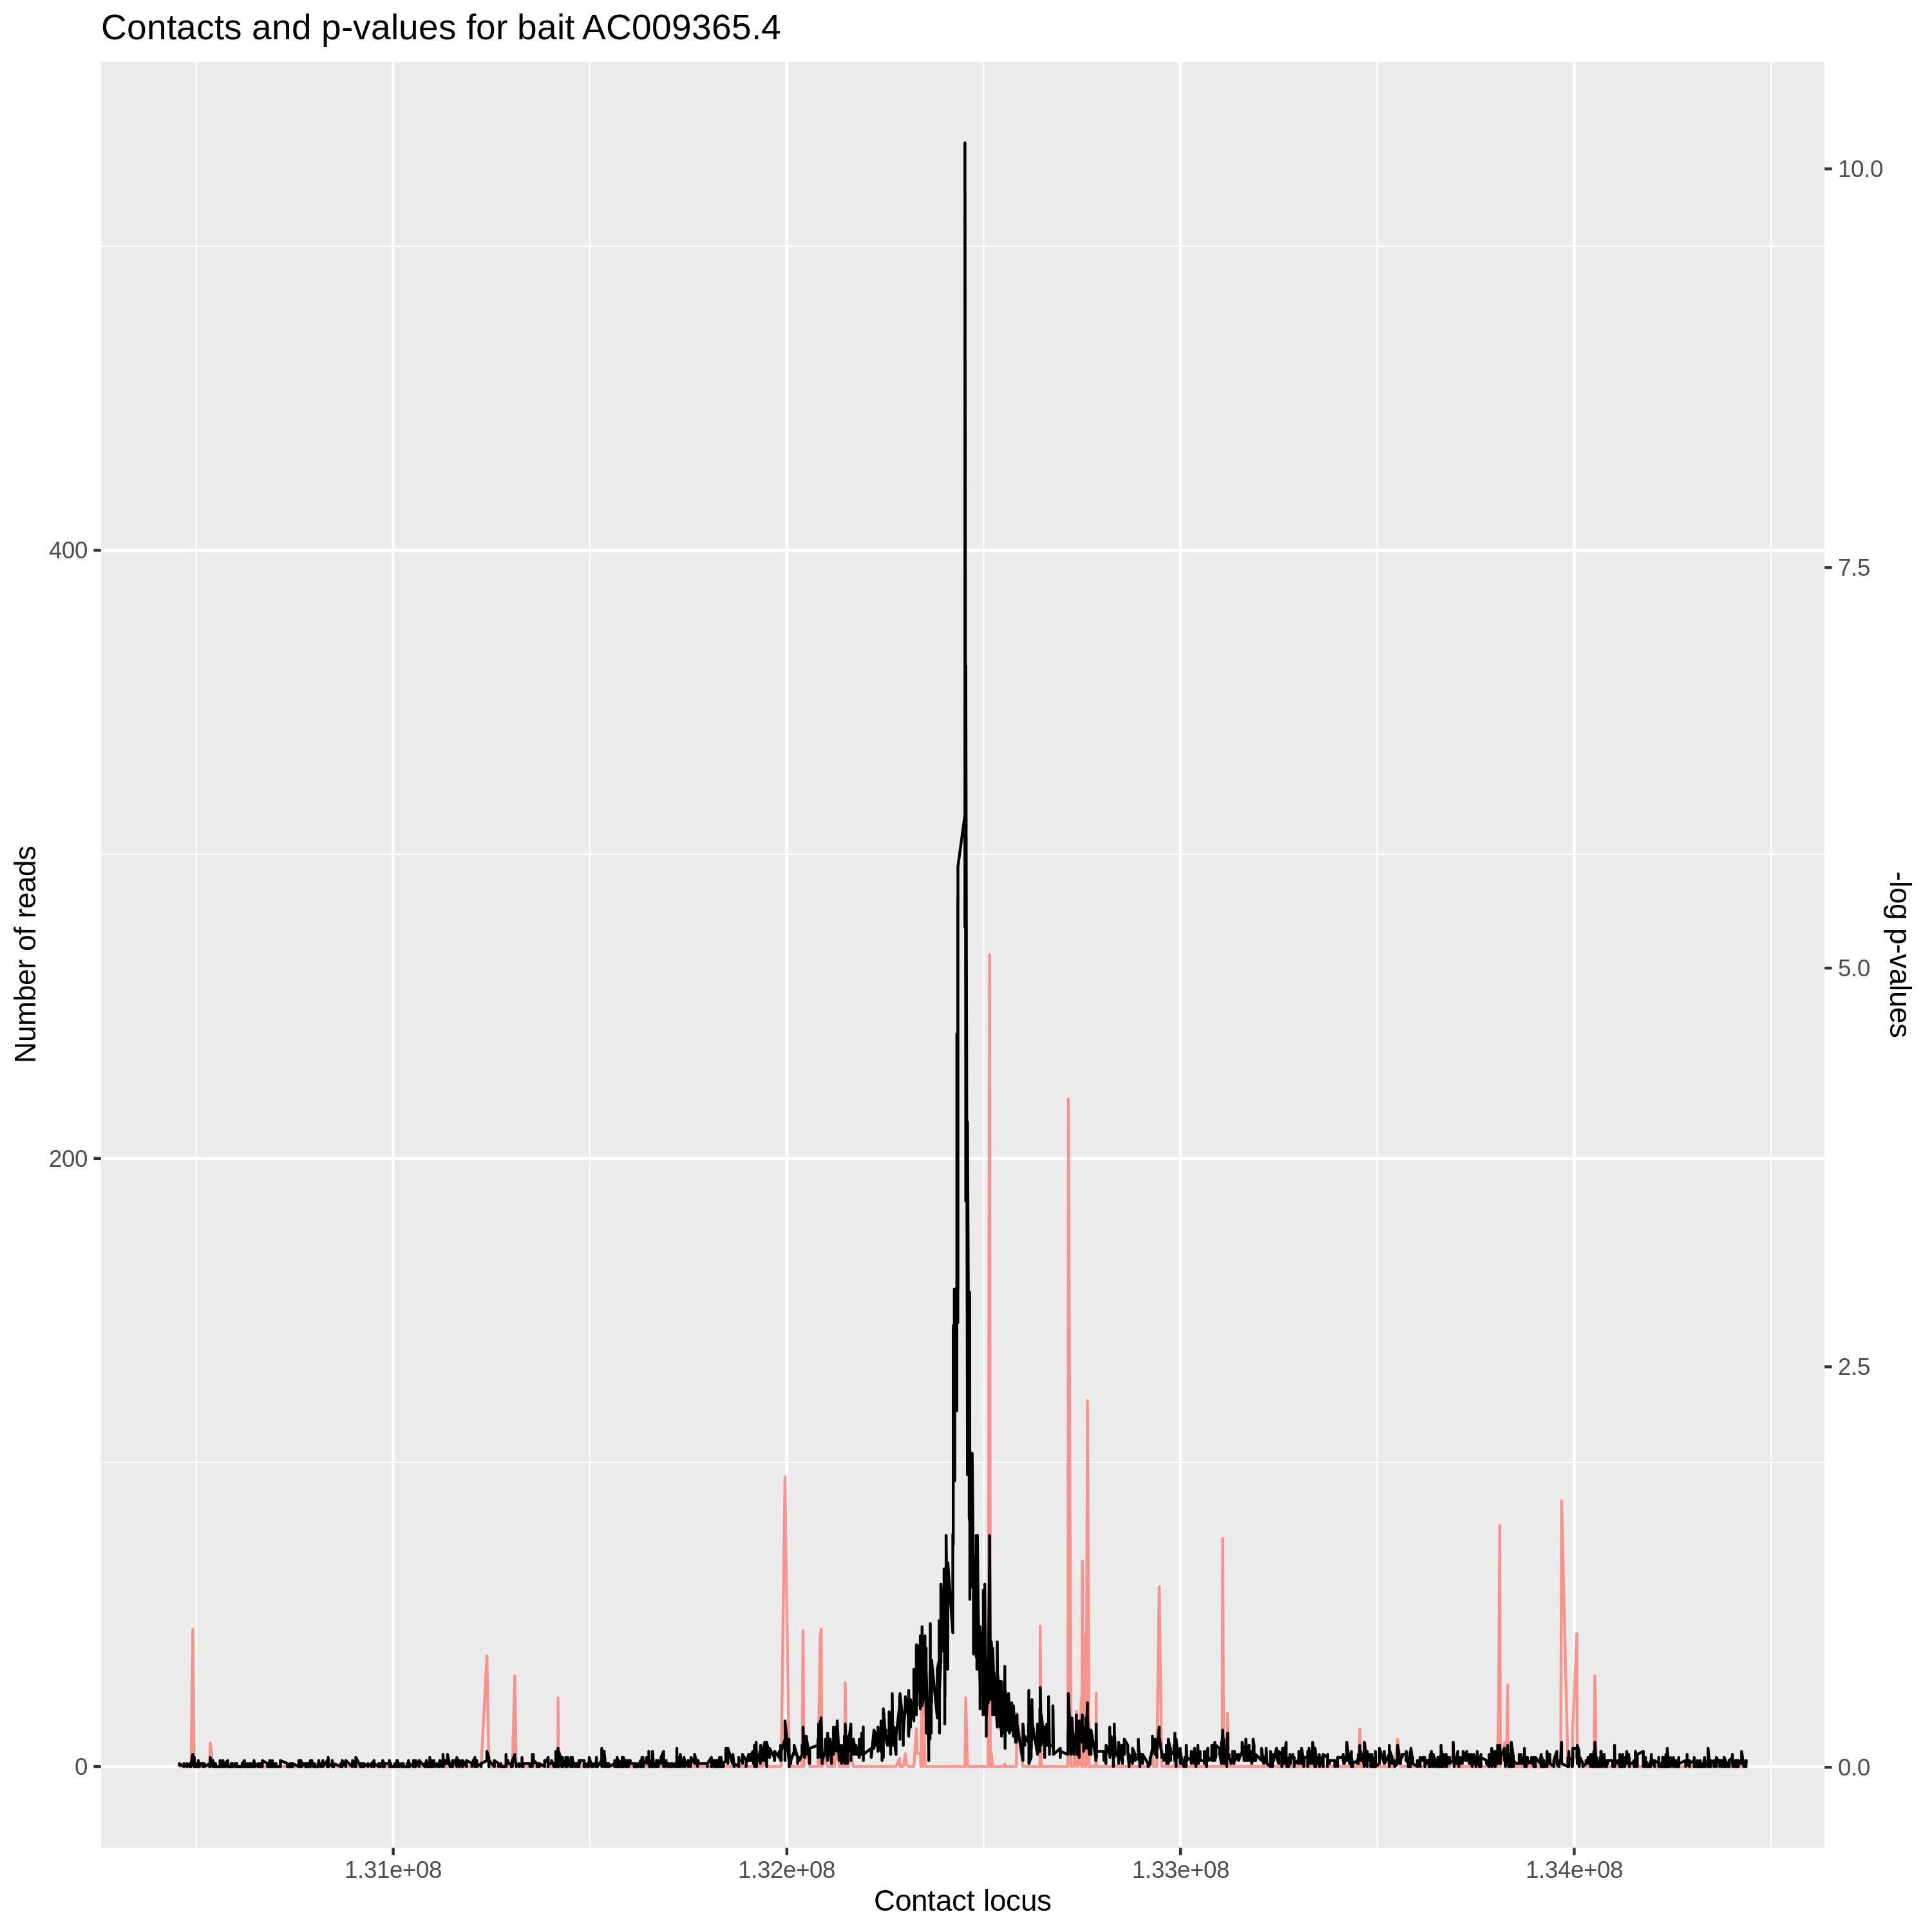 Contacts and p-values for bait AC009365.4
Number of reads
400
200
0
10.0
7.5
5.0
2.5
0.0
-log p-values
1.31e+08
1.32e+08
1.33e+08
1.34e+08
Contact locus